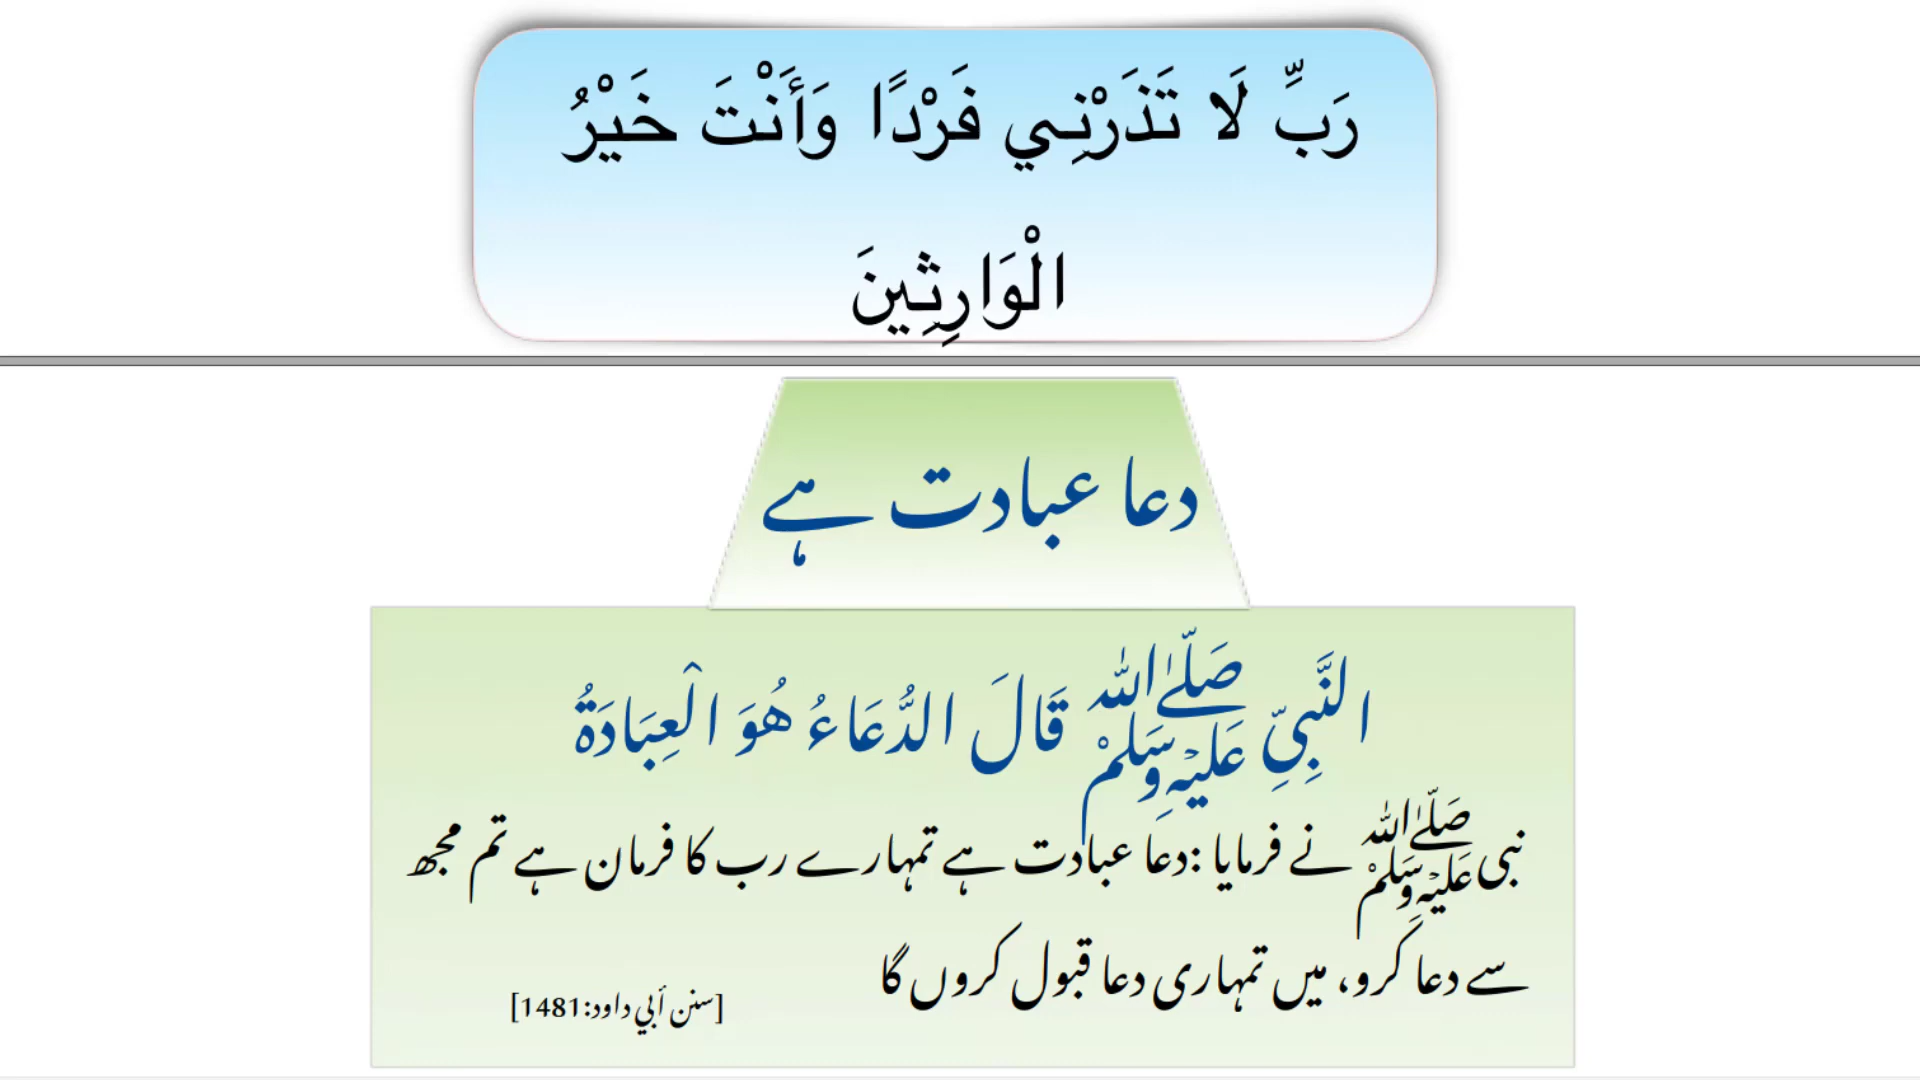 رَبِّ لَا تَذَرْنِي فَرْدًا وَأَنْتَ خَيْرُ
الْوَارِثِينَ
دعا عبادت ہے
النَّبِيِّ صَلَّى اللّٰهُ عَلَيْهِ وَسَلَّمْ قَالَ الدُّعَاءُ هُوَ الْعِبَادَةُ
نبی صَلَّى اللّٰهُ عَلَيْهِ وَسَلَّمْ نے فرمایا :دعا عبادت ہے تمہارے رب کا فرمان ہے تم مجھ
سے دعا کرو، میں تمہاری دعا قبول کروں گا
[سنن أبي داود:1481]